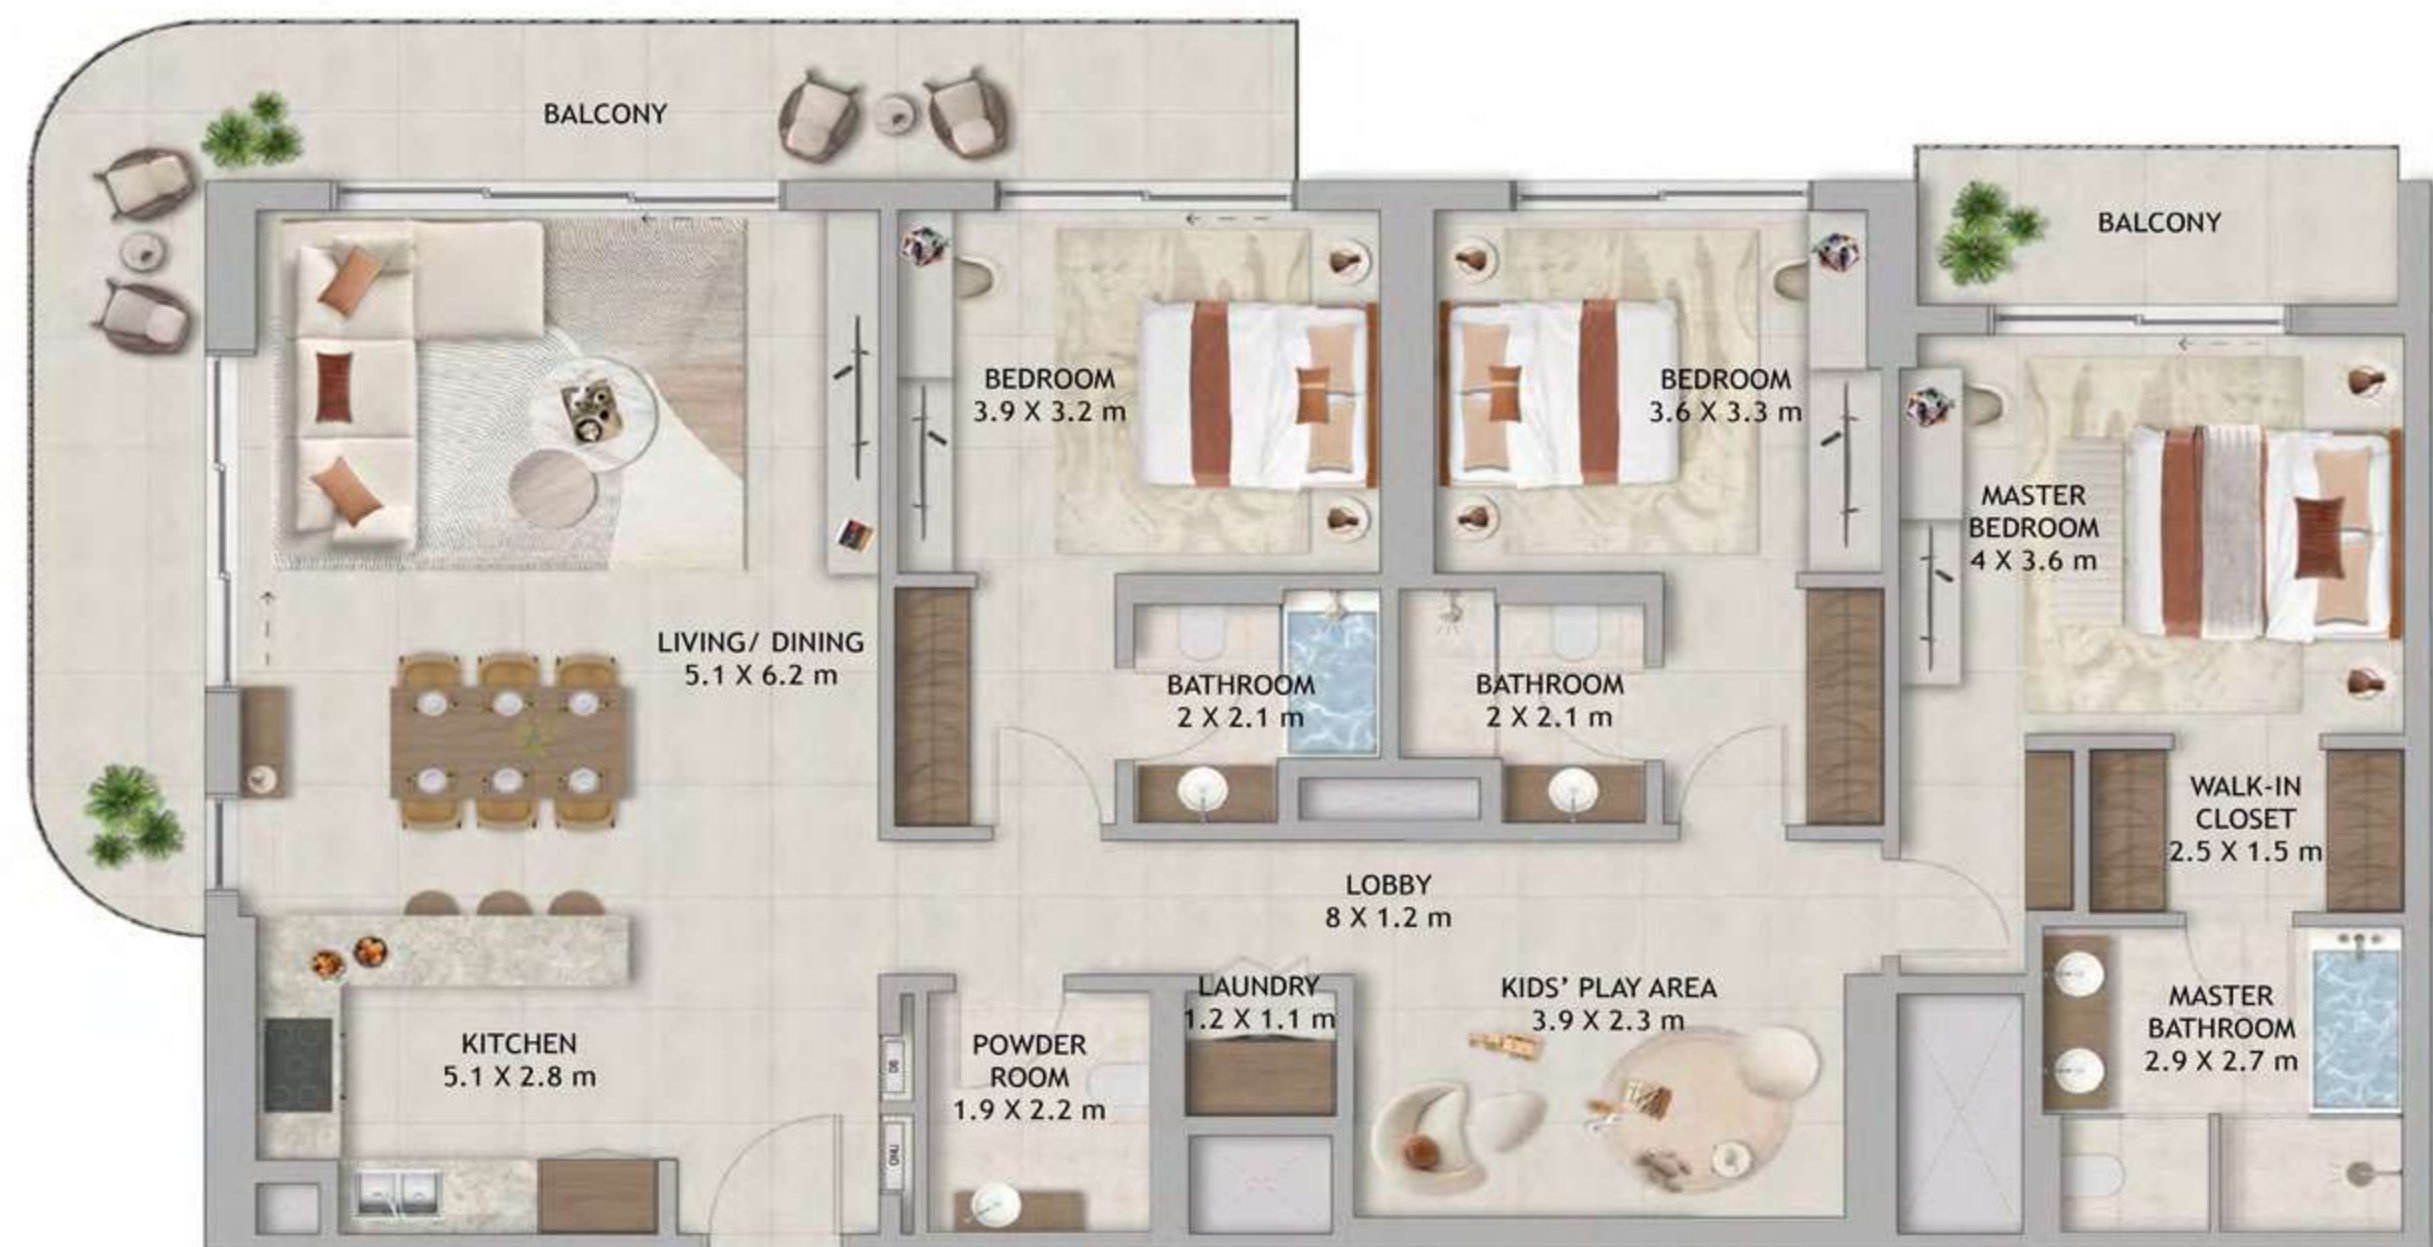 BALCONY
BALCONY
BEDROOM
3.9 X 3.2 m
BEDROOM
3.6 X 3.3 m
MASTER
BEDROOM
4 X 3.6 m
LIVING/ DINING
5.1 X 6.2 m
BATHROOM
2 X 2.1 m
BATHROOM
2 X 2.1 m
WALK-IN
CLOSET
2.5 X 1.5 m
LOBBY
8 X 1.2 m
LAUNDRY
1.2 X 1.1 m
KIDS' PLAY AREA
3.9 X 2.3 m
MASTER
BATHROOM
2.9 X 2.7 m
KITCHEN
5.1 X 2.8 m
POWDER
ROOM
1.9 X 2.2 m
DB